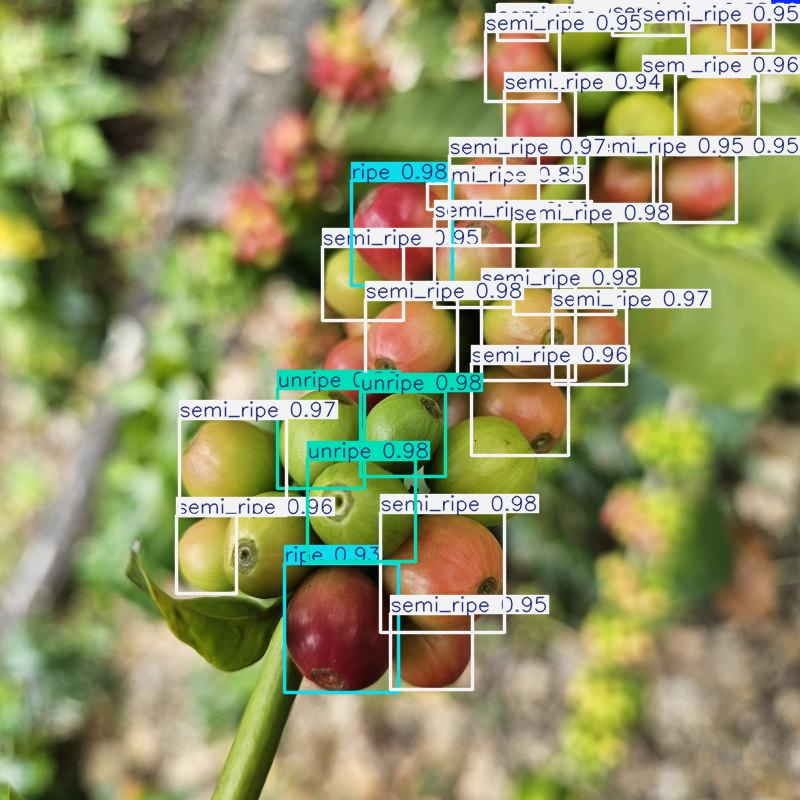 semi_ripe 0.95
semi_ripe 0.95
0.96
semi_ripe 0.94
semi_ripe 0.97
0.95 0.95
ripe 0.98
0.85
semi_ripe 0.98
semi_ripe 0.95
semi_ripe 0.98
semi_ripe 0.98
semi_ripe 0.97
semi_ripe 0.96
unripe
unripe 0.98
semi_ripe 0.97
unripe 0.98
semi_ripe 0.96
semi_ripe 0.98
ripe 0.93
semi_ripe 0.95